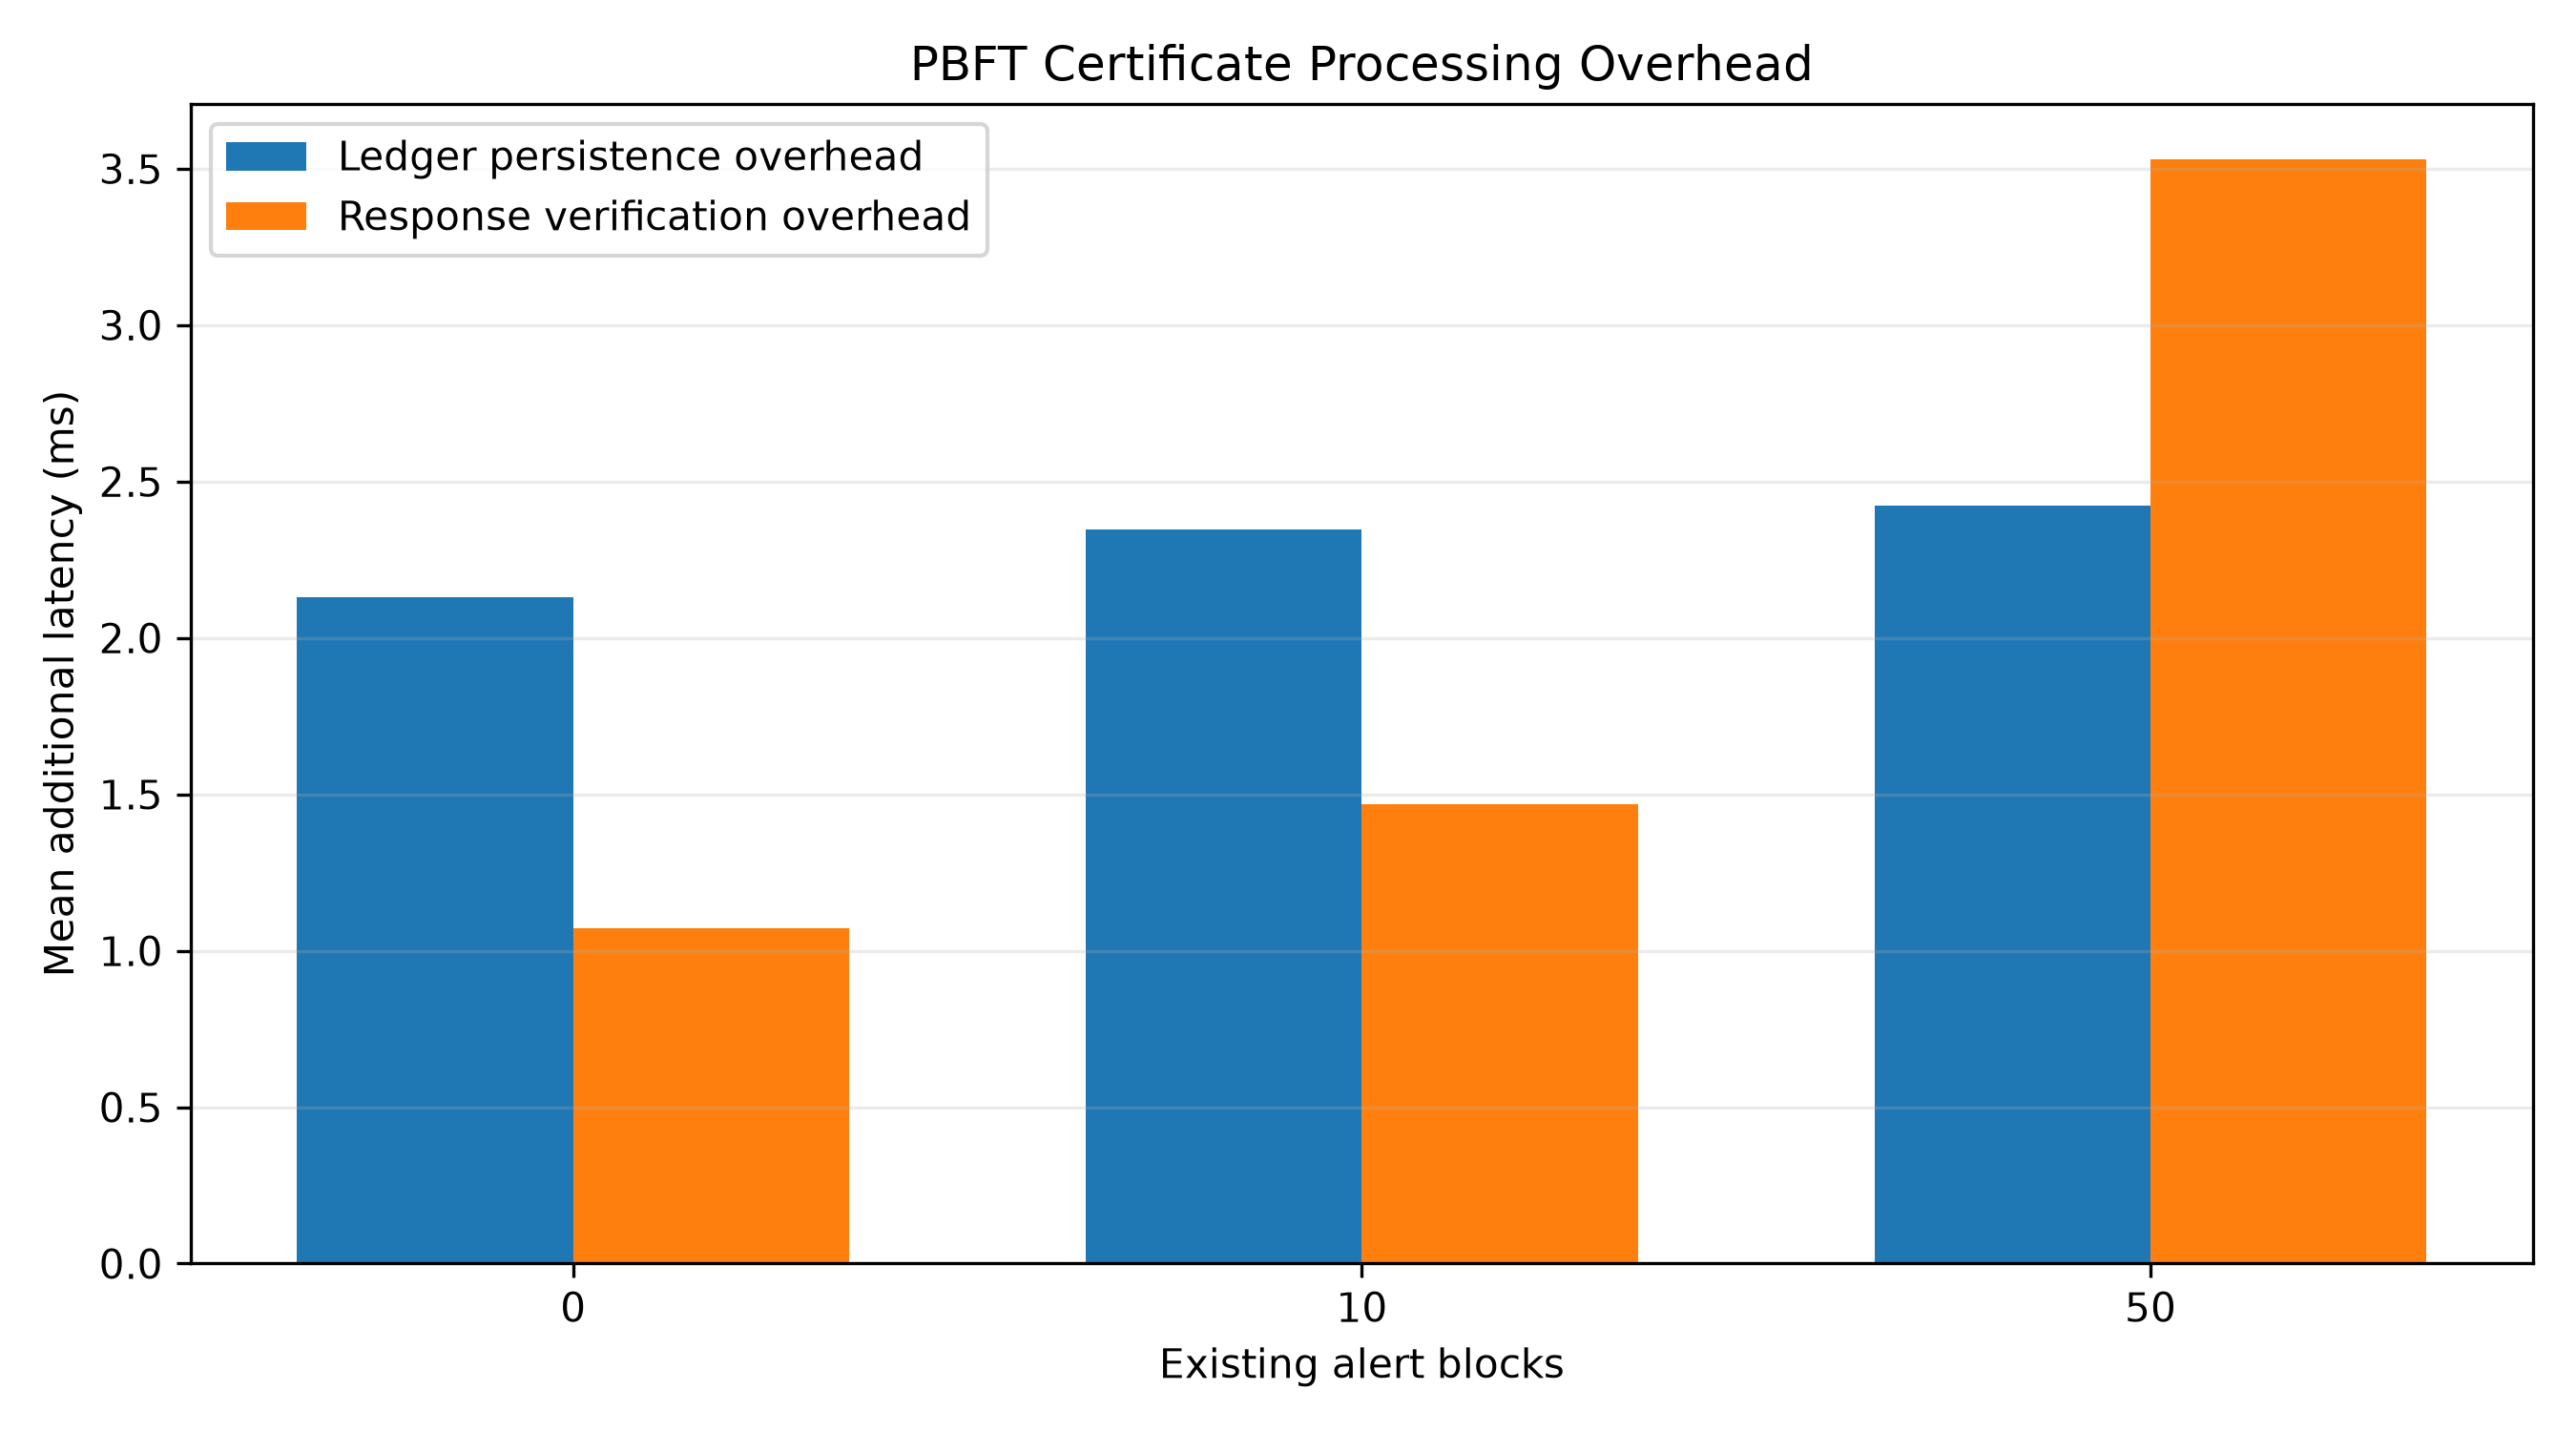 PBFT Certificate Processing Overhead
Ledger persistence overhead
Response verification overhead
Mean additional latency (ms)
3.5
3.0
2.5
2.0
1.5
1.0
0.5
0.0
0
10
50
Existing alert blocks